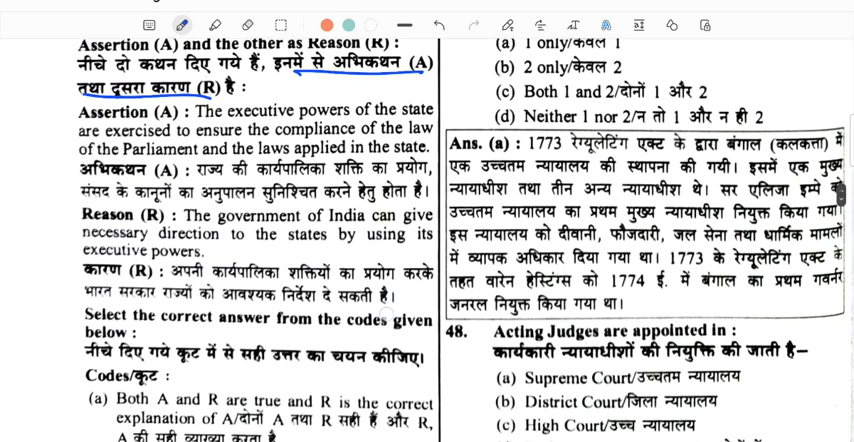 Assertion (A) and the other as Reason (R) :
नीचे दो कथन दिए गये हैं, इनमें से अभिकथन (A)
तथा दूसरा कारण (R) है :
Assertion (A) : The executive powers of the state
are exercised to ensure the compliance of the law
of the Parliament and the laws applied in the state.
अभिकथन (A) : राज्य की कार्यपालिका शक्ति का प्रयोग,
संसद के कानूनों का अनुपालन सुनिश्चित करने हेतु होता है।
Reason (R) : The government of India can give
necessary direction to the states by using its
executive powers.
कारण (R) : अपनी कार्यपालिका शक्तियों का प्रयोग करके
भारत सरकार राज्यों को आवश्यक निर्देश दे सकती है।
Select the correct answer from the codes given
below :
नीचे दिए गये कूट में से सही उत्तर का चयन कीजिए।
Codes/कूट :
(a) Both A and R are true and R is the correct
explanation of A/दोनों A तथा R सही हैं और R,
A की सही व्याख्या करता है
(a) 1 only/केवल 1
(b) 2 only/केवल 2
(c) Both 1 and 2/दोनों 1 और 2
(d) Neither 1 nor 2/न तो 1 और न ही 2
Ans. (a) : 1773 रेग्यूलेटिंग एक्ट के द्वारा बंगाल (कलकत्ता) में
एक उच्चतम न्यायालय की स्थापना की गयी। इसमें एक मुख्य
न्यायाधीश तथा तीन अन्य न्यायाधीश थे। सर एलिजा इम्पे को
उच्चतम न्यायालय का प्रथम मुख्य न्यायाधीश नियुक्त किया गया।
इस न्यायालय को दीवानी, फौजदारी, जल सेना तथा धार्मिक मामलों
में व्यापक अधिकार दिया गया था। 1773 के रेग्यूलेटिंग एक्ट के
तहत वारेन हेस्टिंग्स को 1774 ई. में बंगाल का प्रथम गवर्नर
जनरल नियुक्त किया गया था।
48. Acting Judges are appointed in :
कार्यकारी न्यायाधीशों की नियुक्ति की जाती है–
(a) Supreme Court/उच्चतम न्यायालय
(b) District Court/जिला न्यायालय
(c) High Court/उच्च न्यायालय